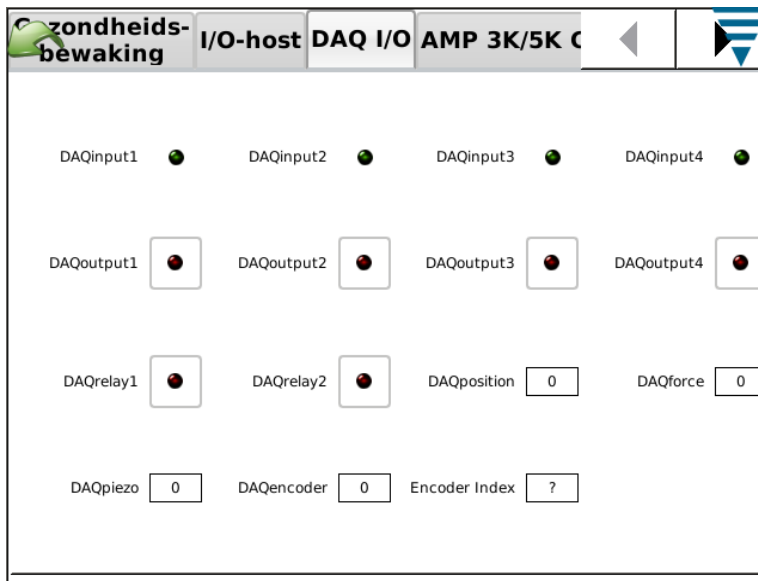 zondheids-
bewaking
I/O-host
DAQ I/O
AMP 3K/5K
DAQinput1
DAQinput2
DAQinput3
DAQinput4
DAQoutput1
DAQoutput2
DAQoutput3
DAQoutput4
DAQrelay1
DAQrelay2
DAQposition
0
DAQforce
0
DAQpiezo
0
DAQencoder
0
Encoder Index
?